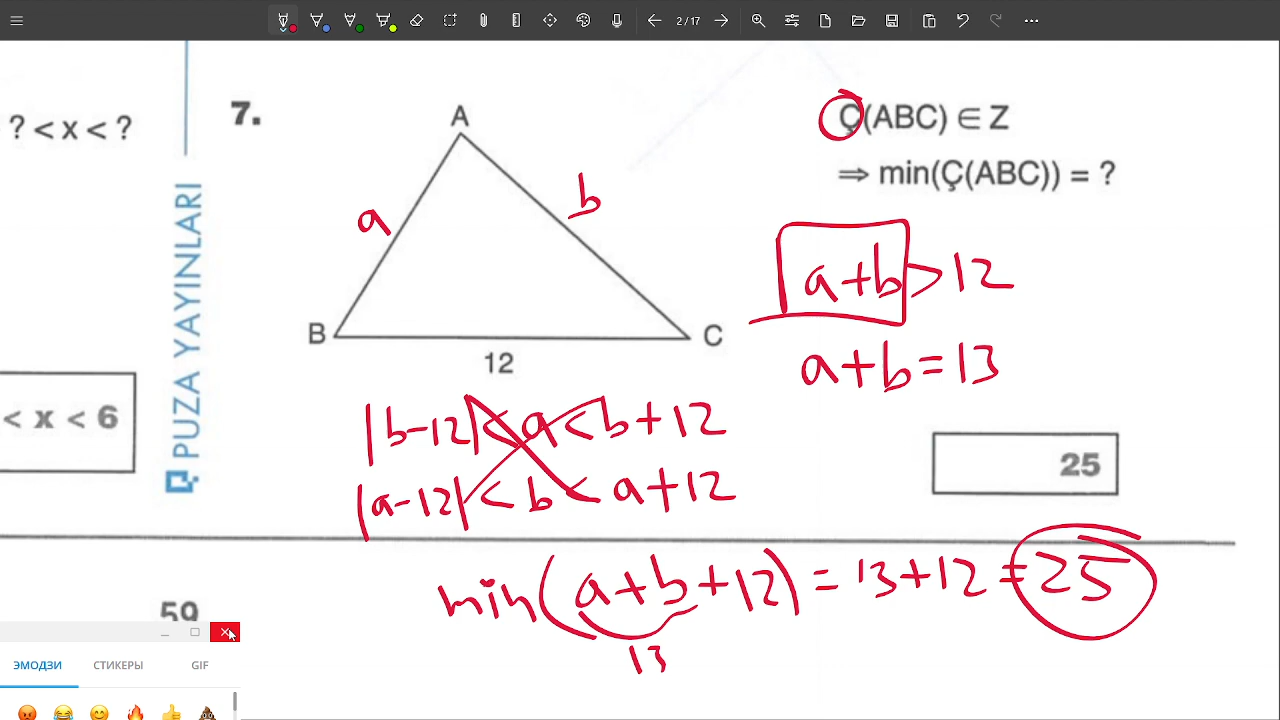 2/17
? < x < ?
7.
A
Ç(ABC) ∈ Z
⇒ min(Ç(ABC)) = ?
a
b
B
C
12
a+b>12
a+b=13
PUZA YAYINLARI
< x < 6
|b-12|<a<b+12
|a-12|<b<a+12
25
min(a+b+12)=13+12=25
13
59
ЭМОДЗИ СТИКЕРЫ GIF